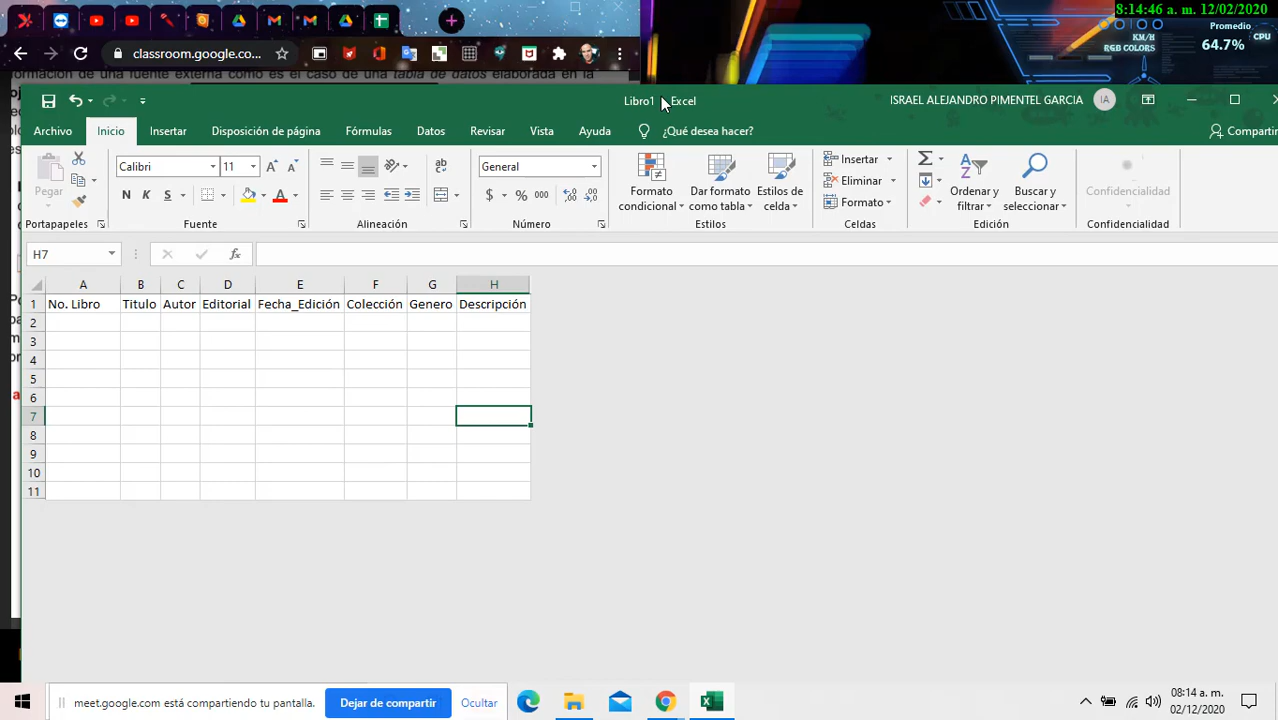 8:14:46 a. m. 12/02/2020
classroom.google.co...
KM/H
RGB COLORS
Promedio
64.7%
CPU
formación de una fuente externa como es el caso de una tabla de datos elaborada en la
Libro1 Excel
ISRAEL ALEJANDRO PIMENTEL GARCIA IA
Archivo Inicio Insertar Disposición de página Fórmulas Datos Revisar Vista Ayuda ¿Qué desea hacer? Compartir
Pegar
Calibri 11
N K S
General
$ % 000
Formato condicional
Dar formato como tabla
Estilos de celda
Insertar
Eliminar
Formato
Ordenar y filtrar
Buscar y seleccionar
Confidencialidad
Portapapeles Fuente Alineación Número Estilos Celdas Edición Confidencialidad
H7 fx
A B C D E F G H
1 No. Libro Titulo Autor Editorial Fecha_Edición Colección Genero Descripción
2
3
4
5
6
7
8
9
10
11
meet.google.com está compartiendo tu pantalla. Dejar de compartir Ocultar
08:14 a. m.
02/12/2020